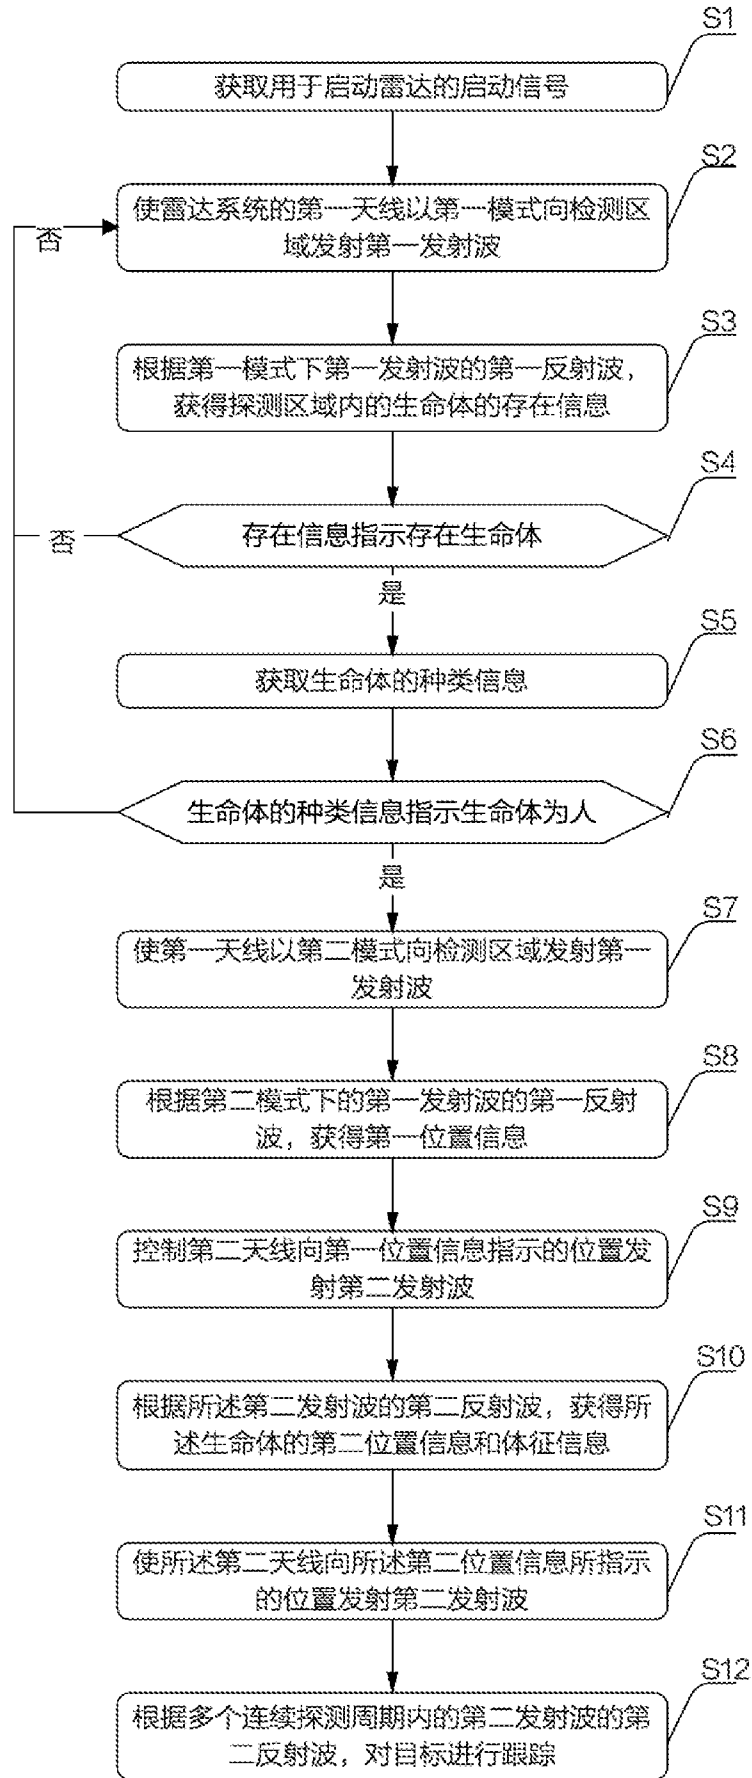 S1
获取用于启动雷达的启动信号
S2
使雷达系统的第一天线以第一模式向检测区
域发射第一发射波
否
S3
根据第一模式下第一发射波的第一反射波，
获得探测区域内的生命体的存在信息
S4
存在信息指示存在生命体
否
是
S5
获取生命体的种类信息
S6
生命体的种类信息指示生命体为人
是
S7
使第一天线以第二模式向检测区域发射第一
发射波
S8
根据第二模式下的第一发射波的第一反射
波，获得第一位置信息
S9
控制第二天线向第一位置信息指示的位置发
射第二发射波
S10
根据所述第二发射波的第二反射波，获得所
述生命体的第二位置信息和体征信息
S11
使所述第二天线向所述第二位置信息所指示
的位置发射第二发射波
S12
根据多个连续探测周期内的第二发射波的第
二反射波，对目标进行跟踪